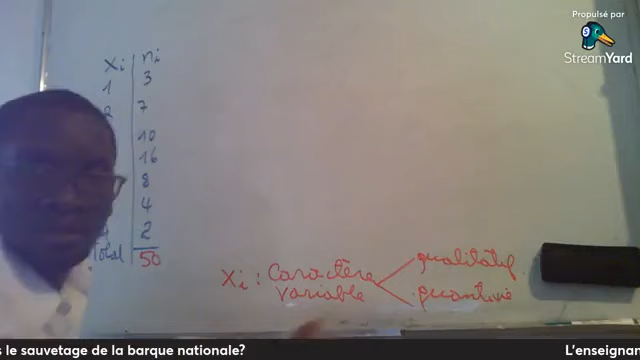 Propulsé par
StreamYard
xi | ni
1 | 3
2 | 7
10
16
8
4
2
Total | 50
xi : Caractère qualitatif
variable
s le sauvetage de la barque nationale?
L'enseignan